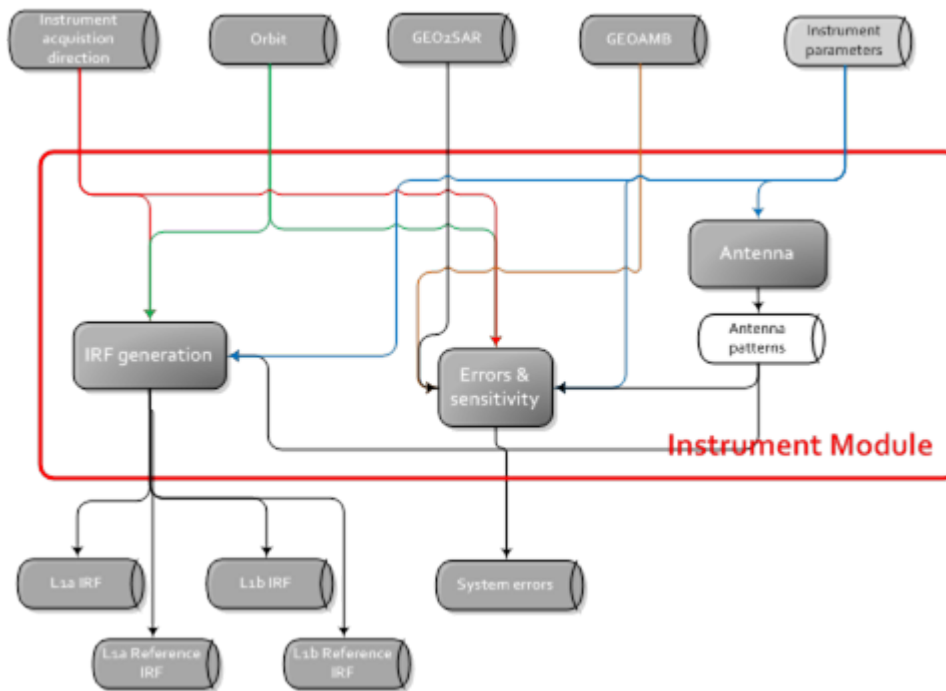 Instrument
acquistion
direction
Orbit
GEO2SAR
GEOAMB
Instrument
parameters
Antenna
Antenna
patterns
IRF generation
Errors &
sensitivity
Instrument Module
L1a IRF
L1b IRF
System errors
L1a Reference
IRF
L1b Reference
IRF